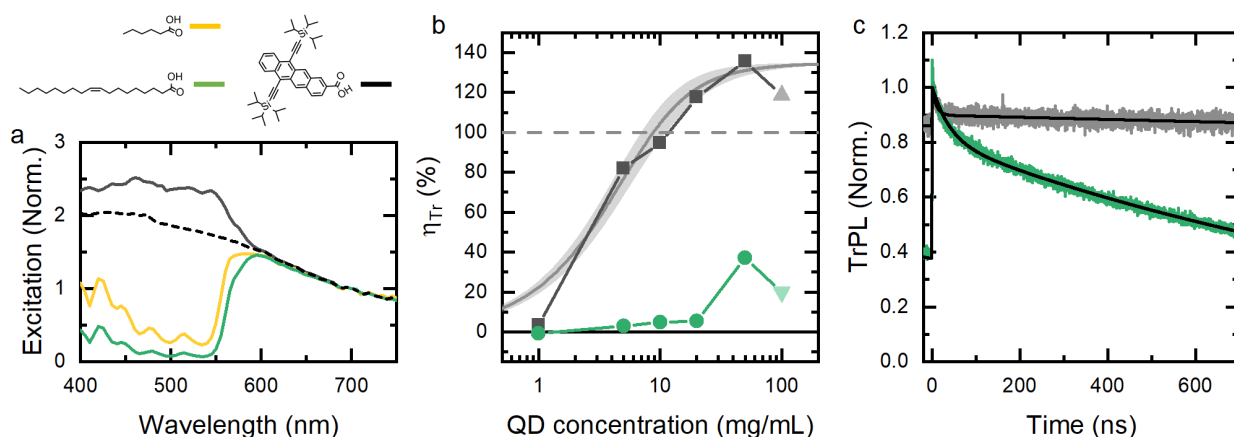 OH
O
OH
O
Si
Si
O
OH
a
Excitation (Norm.)
3
2
1
0
400 500 600 700
Wavelength (nm)
b
ηTr (%)
140
120
100
80
60
40
20
0
1 10 100
QD concentration (mg/mL)
c
TrPL (Norm.)
1.2
1.0
0.8
0.6
0.4
0.2
0.0
0 200 400 600
Time (ns)